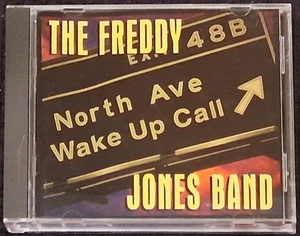 THE FREDDY
EXIT 48B
North Ave
Wake Up Call
JONES BAND